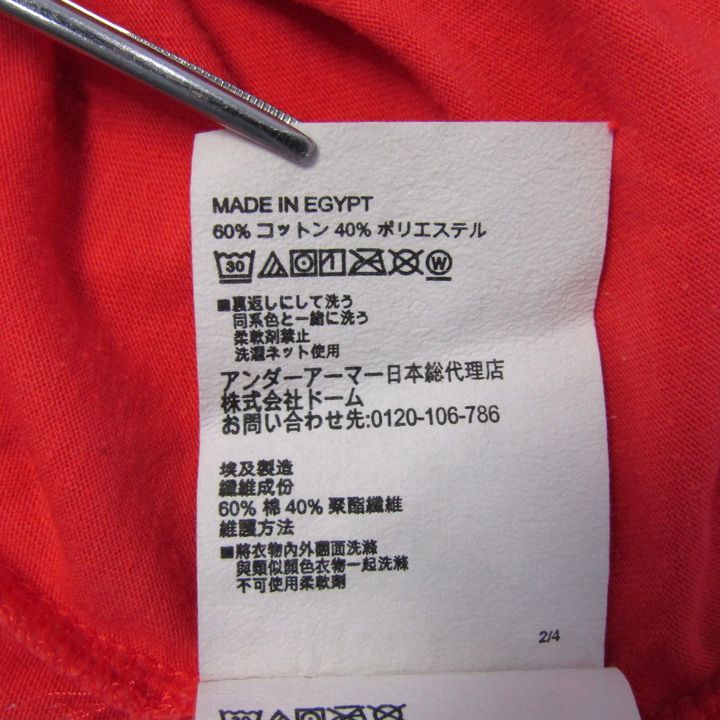 MADE IN EGYPT
60% コットン 40% ポリエステル
30 1 W
■裏返しにして洗う
同系色と一緒に洗う
柔軟剤禁止
洗濯ネット使用
アンダーアーマー日本総代理店
株式会社ドーム
お問い合わせ先:0120-106-786
埃及製造
纖維成份
60% 棉 40% 聚酯纖維
維護方法
■將衣物內外翻面洗滌
與類似顏色衣物一起洗滌
不可使用柔軟劑
2/4
30